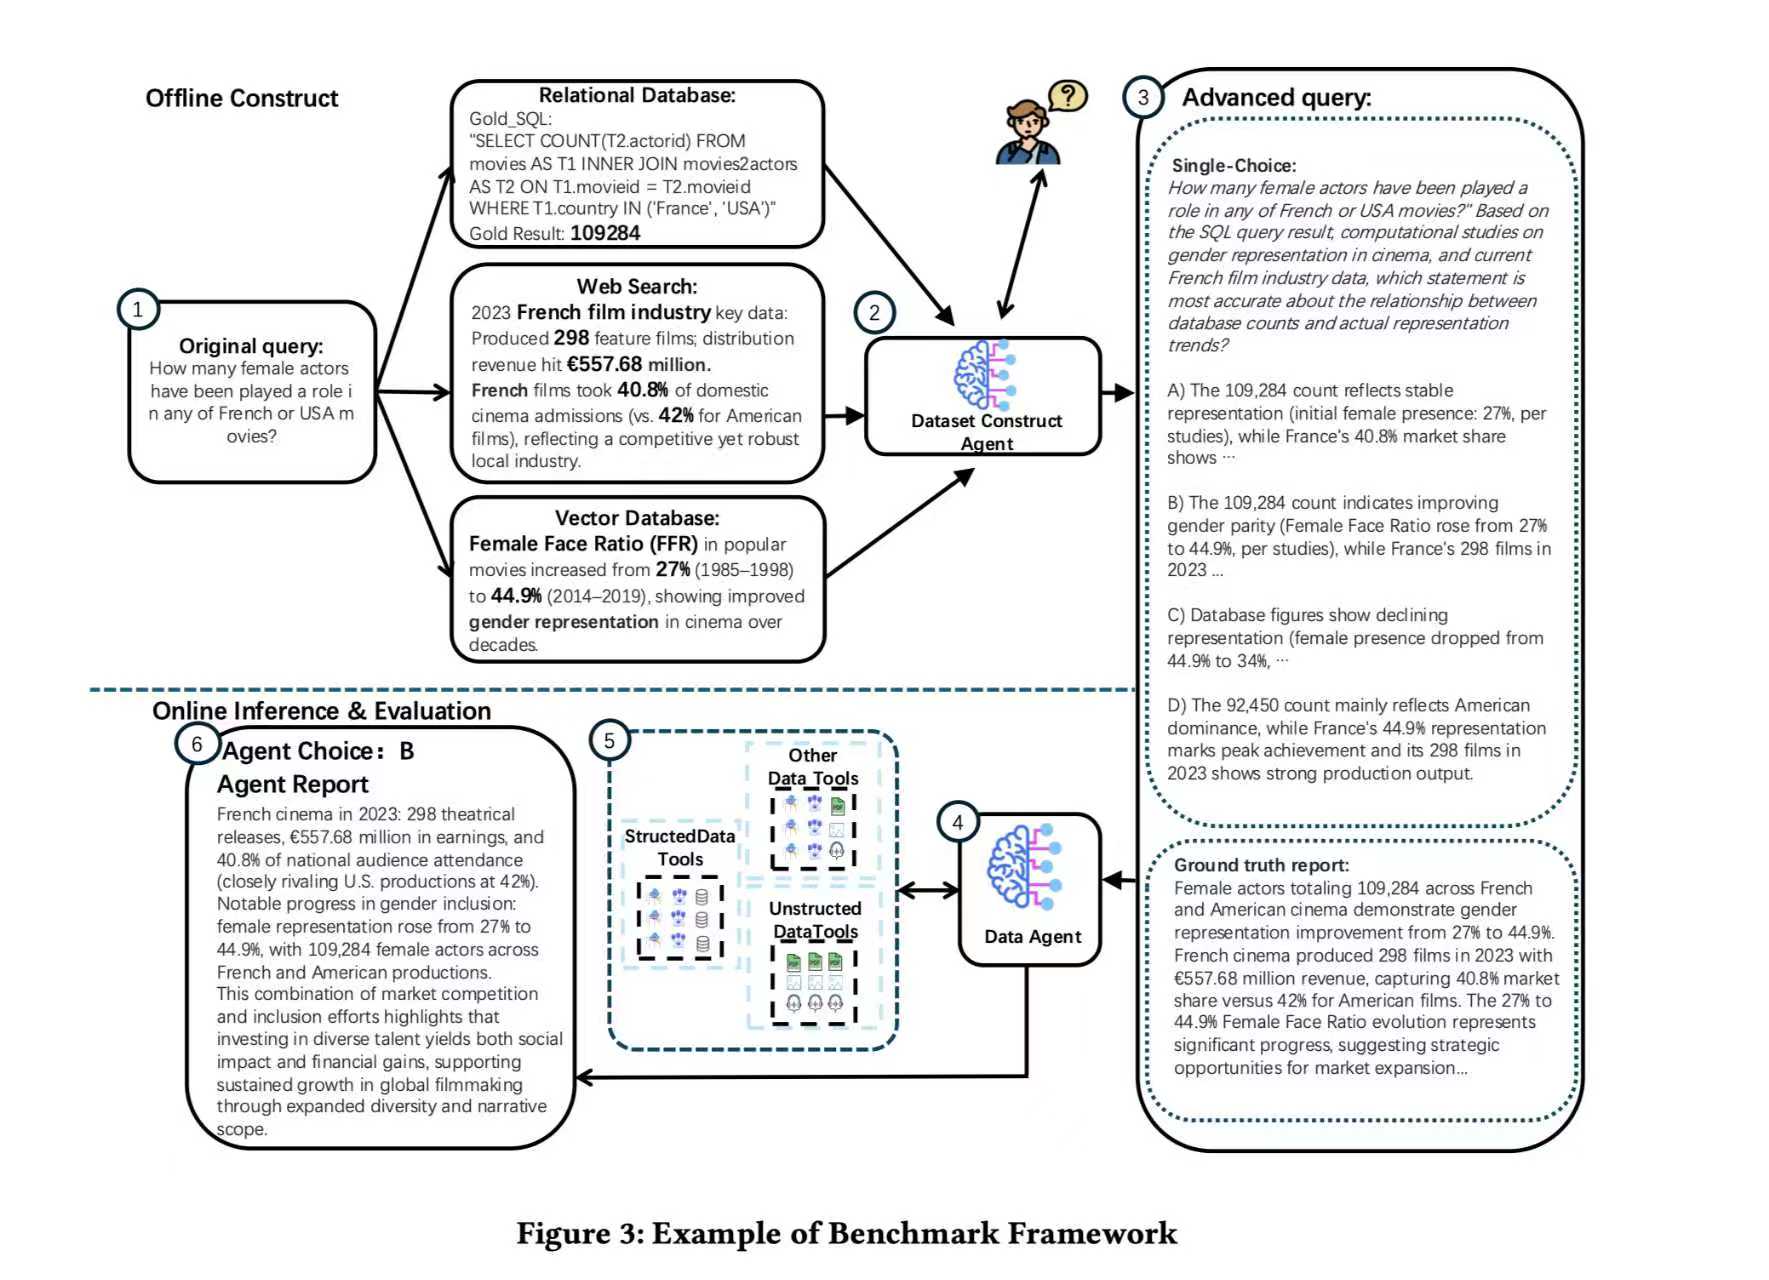 Offline Construct
1
Original query:
How many female actors
have been played a role i
n any of French or USA m
ovies?
Relational Database:
Gold_SQL:
"SELECT COUNT(T2.actorid) FROM
movies AS T1 INNER JOIN movies2actors
AS T2 ON T1.movieid = T2.movieid
WHERE T1.country IN ('France', 'USA')"
Gold Result: 109284
Web Search:
2023 French film industry key data:
Produced 298 feature films; distribution
revenue hit €557.68 million.
French films took 40.8% of domestic
cinema admissions (vs. 42% for American
films), reflecting a competitive yet robust
local industry.
Vector Database:
Female Face Ratio (FFR) in popular
movies increased from 27% (1985–1998)
to 44.9% (2014–2019), showing improved
gender representation in cinema over
decades.
?
2
Dataset Construct
Agent
3
Advanced query:
Single-Choice:
How many female actors have been played a
role in any of French or USA movies?" Based on
the SQL query result, computational studies on
gender representation in cinema, and current
French film industry data, which statement is
most accurate about the relationship between
database counts and actual representation
trends?
A) The 109,284 count reflects stable
representation (initial female presence: 27%, per
studies), while France's 40.8% market share
shows ···
B) The 109,284 count indicates improving
gender parity (Female Face Ratio rose from 27%
to 44.9%, per studies), while France's 298 films in
2023 ...
C) Database figures show declining
representation (female presence dropped from
44.9% to 34%, ···
D) The 92,450 count mainly reflects American
dominance, while France's 44.9% representation
marks peak achievement and its 298 films in
2023 shows strong production output.
Ground truth report:
Female actors totaling 109,284 across French
and American cinema demonstrate gender
representation improvement from 27% to 44.9%.
French cinema produced 298 films in 2023 with
€557.68 million revenue, capturing 40.8% market
share versus 42% for American films. The 27% to
44.9% Female Face Ratio evolution represents
significant progress, suggesting strategic
opportunities for market expansion...
Online Inference & Evaluation
4
Data Agent
5
StructedData
Tools
Other
Data Tools
PDF
Unstructed
DataTools
PDF PDF PDF
6
Agent Choice: B
Agent Report
French cinema in 2023: 298 theatrical
releases, €557.68 million in earnings, and
40.8% of national audience attendance
(closely rivaling U.S. productions at 42%).
Notable progress in gender inclusion:
female representation rose from 27% to
44.9%, with 109,284 female actors across
French and American productions.
This combination of market competition
and inclusion efforts highlights that
investing in diverse talent yields both social
impact and financial gains, supporting
sustained growth in global filmmaking
through expanded diversity and narrative
scope.
Figure 3: Example of Benchmark Framework